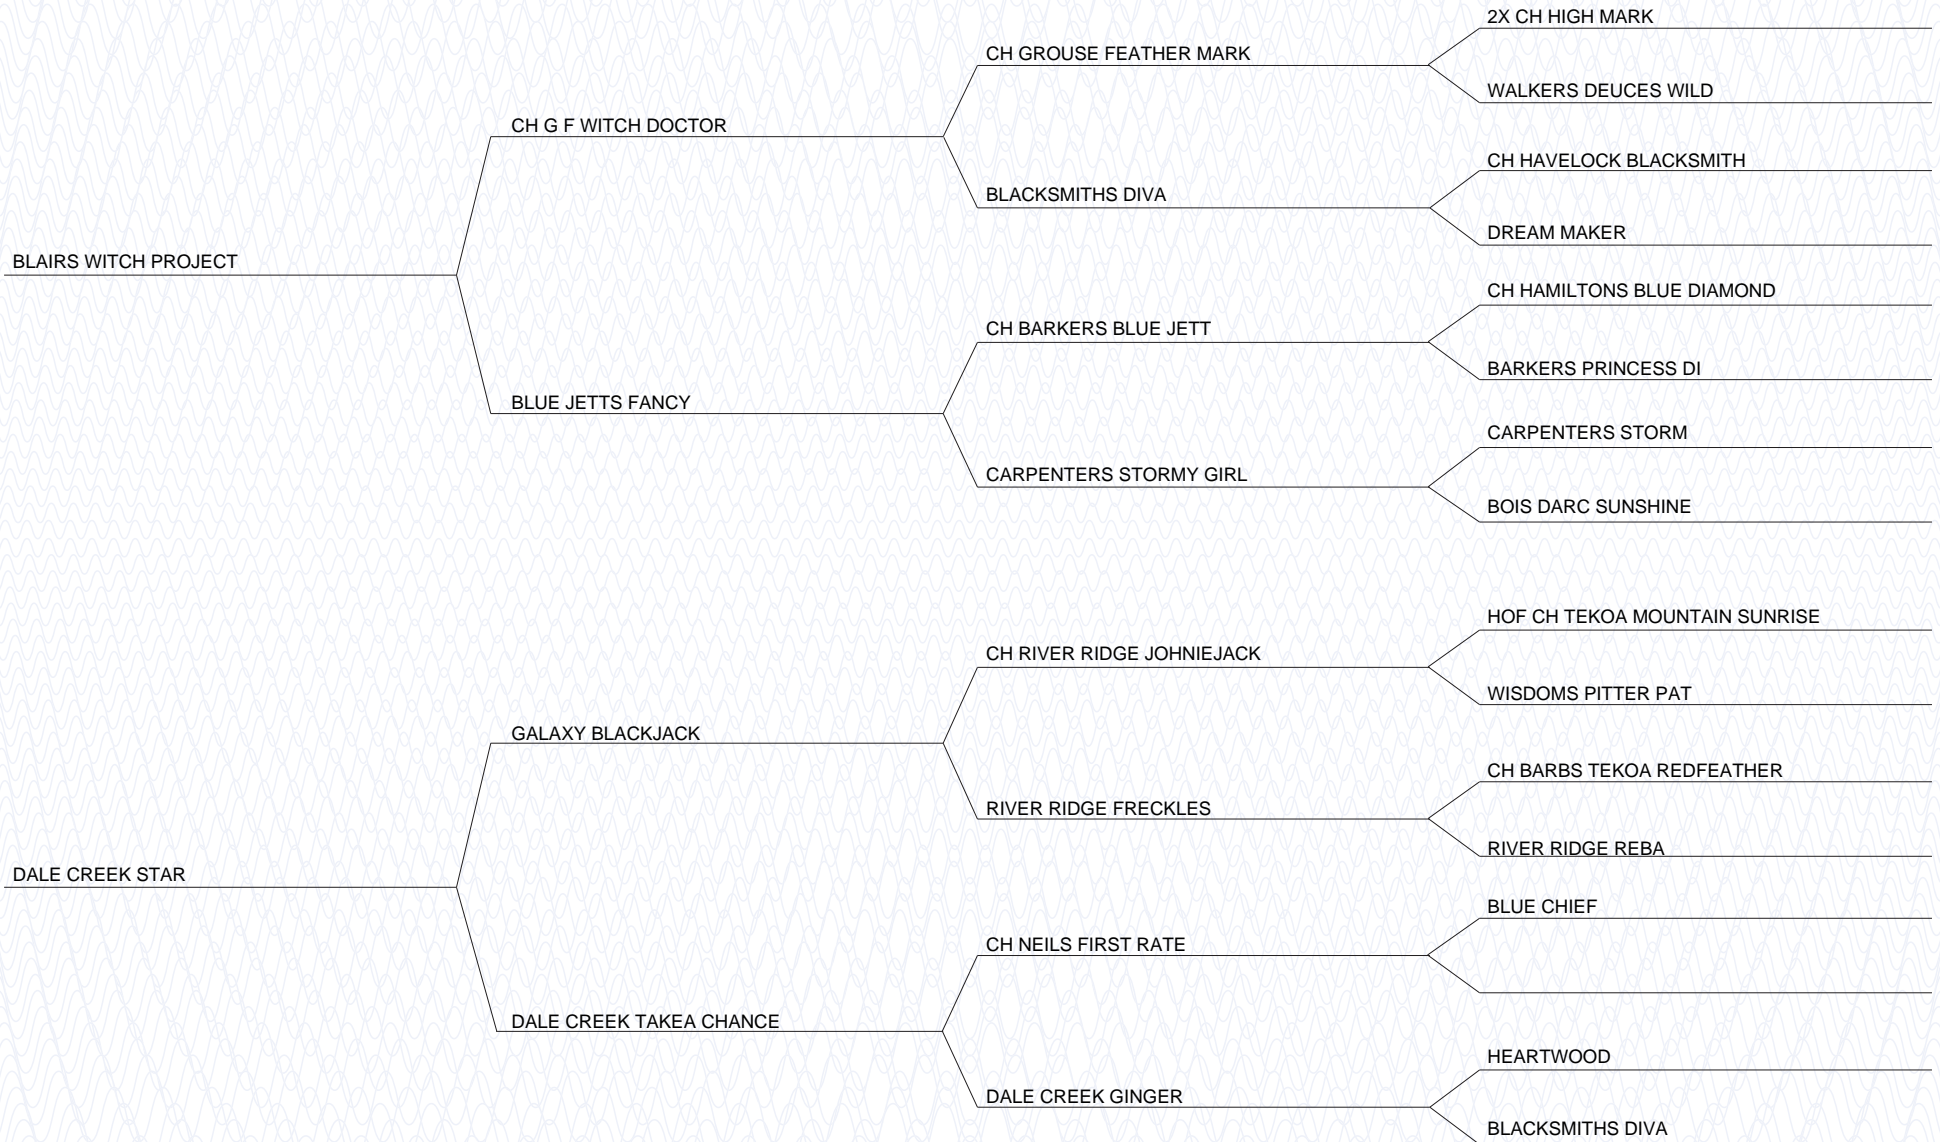 2X CH HIGH MARK
CH GROUSE FEATHER MARK
WALKERS DEUCES WILD
CH G F WITCH DOCTOR
CH HAVELOCK BLACKSMITH
BLACKSMITHS DIVA
DREAM MAKER
BLAIRS WITCH PROJECT
CH HAMILTONS BLUE DIAMOND
CH BARKERS BLUE JETT
BARKERS PRINCESS DI
BLUE JETTS FANCY
CARPENTERS STORM
CARPENTERS STORMY GIRL
BOIS DARC SUNSHINE
HOF CH TEKOA MOUNTAIN SUNRISE
CH RIVER RIDGE JOHNIEJACK
WISDOMS PITTER PAT
GALAXY BLACKJACK
CH BARBS TEKOA REDFEATHER
RIVER RIDGE FRECKLES
RIVER RIDGE REBA
DALE CREEK STAR
BLUE CHIEF
CH NEILS FIRST RATE
DALE CREEK TAKEA CHANCE
HEARTWOOD
DALE CREEK GINGER
BLACKSMITHS DIVA